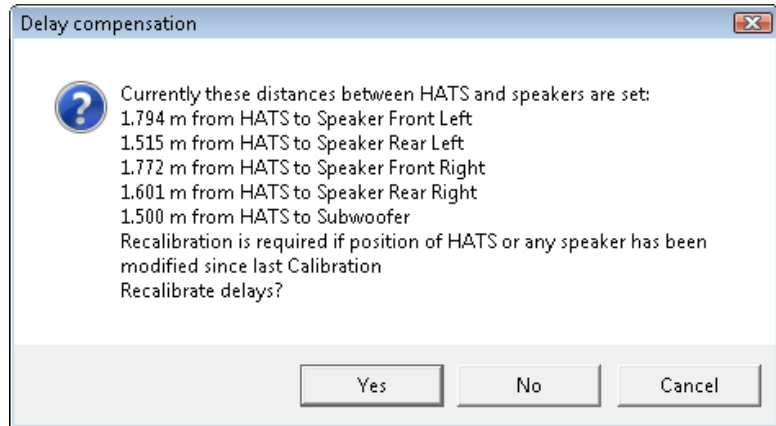 Delay compensation
Currently these distances between HATS and speakers are set:
1.794 m from HATS to Speaker Front Left
1.515 m from HATS to Speaker Rear Left
1.772 m from HATS to Speaker Front Right
1.601 m from HATS to Speaker Rear Right
1.500 m from HATS to Subwoofer
Recalibration is required if position of HATS or any speaker has been
modified since last Calibration
Recalibrate delays?
Yes No Cancel